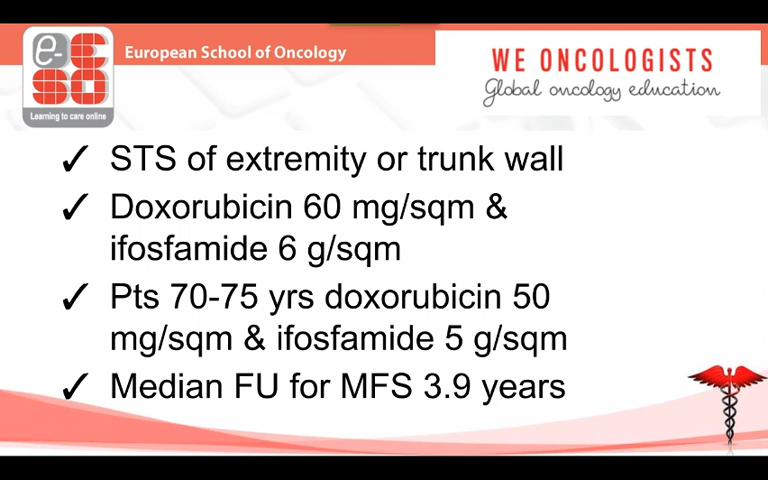 e-ESO
Learning to care online
European School of Oncology
WE ONCOLOGISTS
Global oncology education
✓ STS of extremity or trunk wall
✓ Doxorubicin 60 mg/sqm &
ifosfamide 6 g/sqm
✓ Pts 70-75 yrs doxorubicin 50
mg/sqm & ifosfamide 5 g/sqm
✓ Median FU for MFS 3.9 years